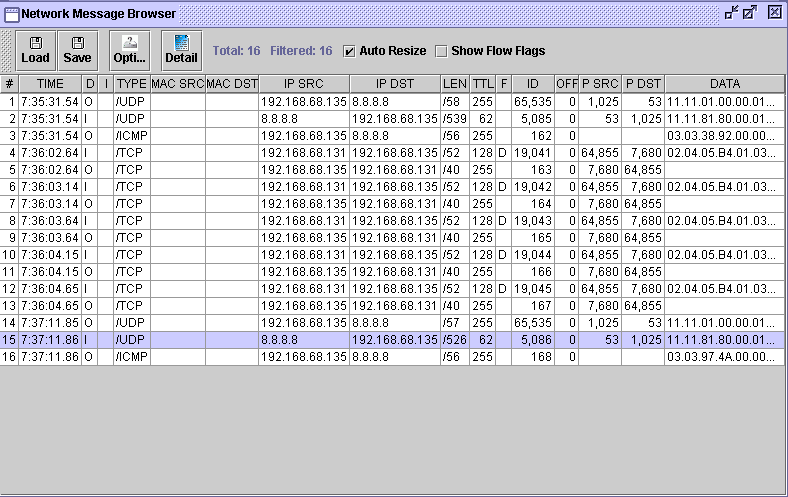 Network Message Browser
Load Save Opti... Detail Total: 16 Filtered: 16 Auto Resize Show Flow Flags
# TIME D I TYPE MAC SRC MAC DST IP SRC IP DST LEN TTL F ID OFF P SRC P DST DATA
1 7:35:31.54 O /UDP 192.168.68.135 8.8.8.8 /58 255 65,535 0 1,025 53 11.11.01.00.00.01...
2 7:35:31.54 I /UDP 8.8.8.8 192.168.68.135 /539 62 5,085 0 53 1,025 11.11.81.80.00.01...
3 7:35:31.54 O /ICMP 192.168.68.135 8.8.8.8 /56 255 162 0 03.03.38.92.00.00...
4 7:36:02.64 I /TCP 192.168.68.131 192.168.68.135 /52 128 D 19,041 0 64,855 7,680 02.04.05.B4.01.03...
5 7:36:02.64 O /TCP 192.168.68.135 192.168.68.131 /40 255 163 0 7,680 64,855
6 7:36:03.14 I /TCP 192.168.68.131 192.168.68.135 /52 128 D 19,042 0 64,855 7,680 02.04.05.B4.01.03...
7 7:36:03.14 O /TCP 192.168.68.135 192.168.68.131 /40 255 164 0 7,680 64,855
8 7:36:03.64 I /TCP 192.168.68.131 192.168.68.135 /52 128 D 19,043 0 64,855 7,680 02.04.05.B4.01.03...
9 7:36:03.64 O /TCP 192.168.68.135 192.168.68.131 /40 255 165 0 7,680 64,855
10 7:36:04.15 I /TCP 192.168.68.131 192.168.68.135 /52 128 D 19,044 0 64,855 7,680 02.04.05.B4.01.03...
11 7:36:04.15 O /TCP 192.168.68.135 192.168.68.131 /40 255 166 0 7,680 64,855
12 7:36:04.65 I /TCP 192.168.68.131 192.168.68.135 /52 128 D 19,045 0 64,855 7,680 02.04.05.B4.01.03...
13 7:36:04.65 O /TCP 192.168.68.135 192.168.68.131 /40 255 167 0 7,680 64,855
14 7:37:11.85 O /UDP 192.168.68.135 8.8.8.8 /57 255 65,535 0 1,025 53 11.11.01.00.00.01...
15 7:37:11.86 I /UDP 8.8.8.8 192.168.68.135 /526 62 5,086 0 53 1,025 11.11.81.80.00.01...
16 7:37:11.86 O /ICMP 192.168.68.135 8.8.8.8 /56 255 168 0 03.03.97.4A.00.00...